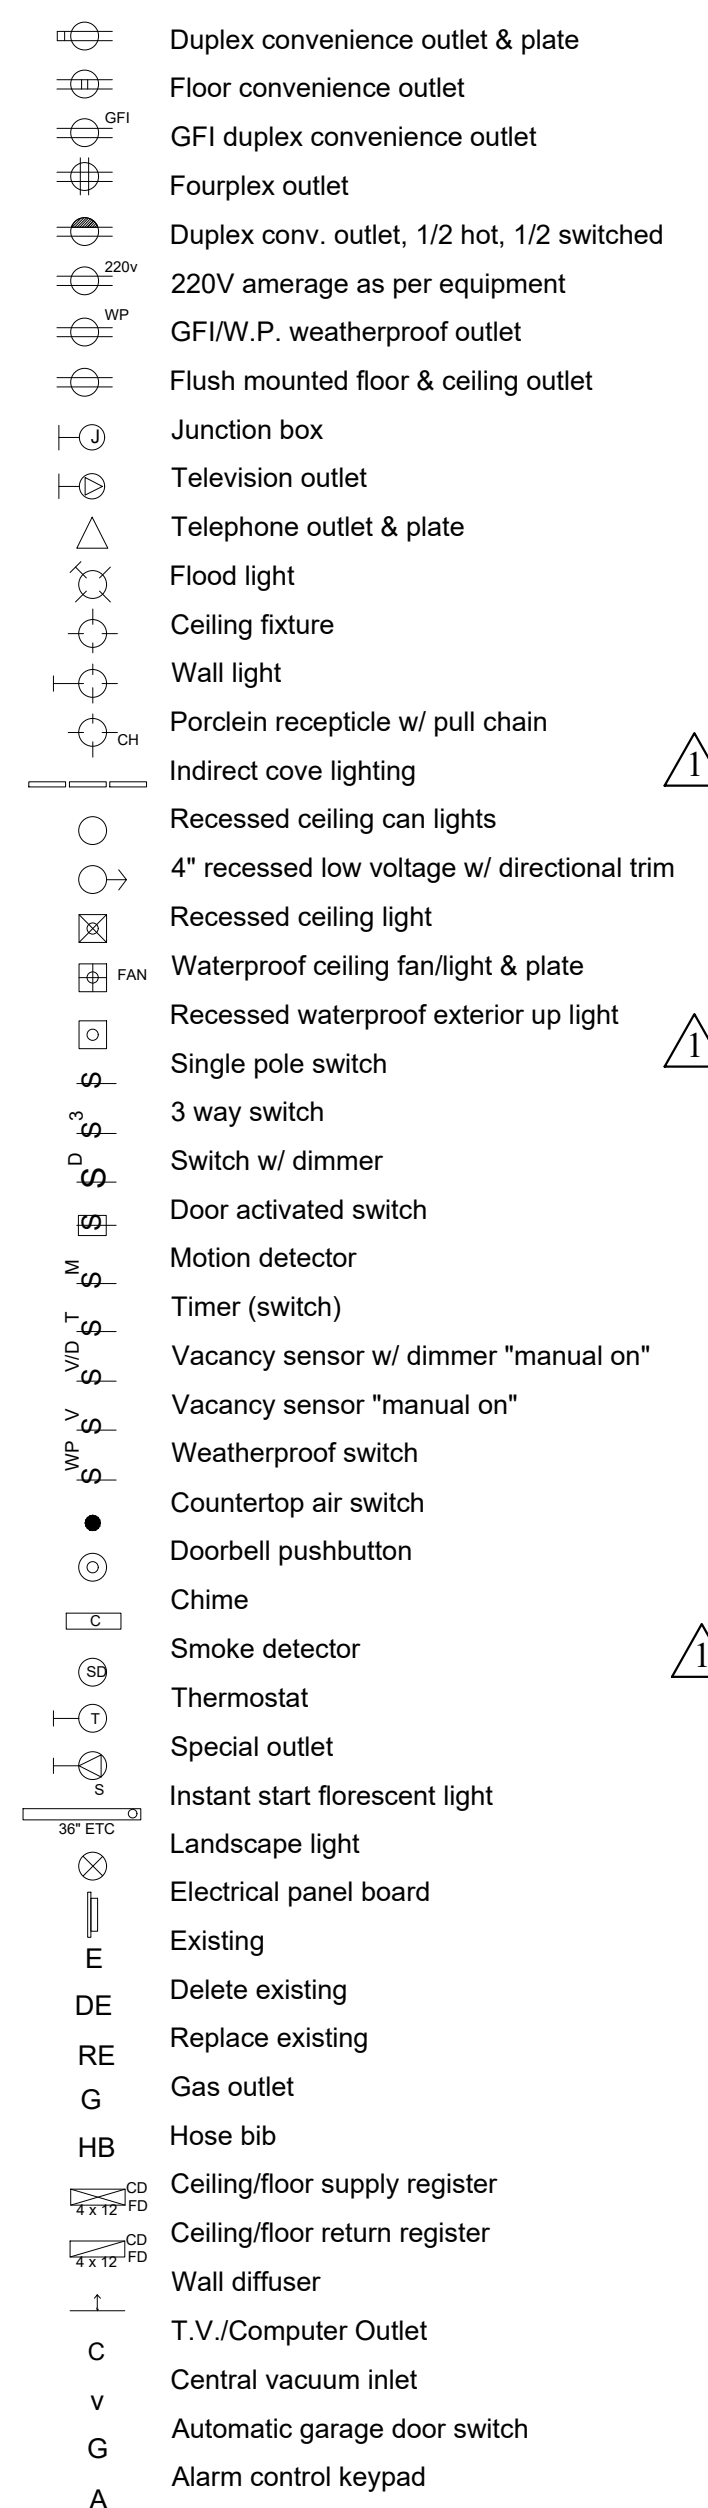 Duplex convenience outlet & plate
Floor convenience outlet
GFI GFI duplex convenience outlet
Fourplex outlet
Duplex conv. outlet, 1/2 hot, 1/2 switched
220v 220V amerage as per equipment
WP GFI/W.P. weatherproof outlet
Flush mounted floor & ceiling outlet
J Junction box
Television outlet
Telephone outlet & plate
Flood light
Ceiling fixture
Wall light
CH Porclein recepticle w/ pull chain
Indirect cove lighting 1
Recessed ceiling can lights
4" recessed low voltage w/ directional trim
Recessed ceiling light
FAN Waterproof ceiling fan/light & plate
Recessed waterproof exterior up light 1
S Single pole switch
3 S 3 way switch
D S Switch w/ dimmer
S Door activated switch
M S Motion detector
T S Timer (switch)
V/D S Vacancy sensor w/ dimmer "manual on"
V S Vacancy sensor "manual on"
WP S Weatherproof switch
Countertop air switch
Doorbell pushbutton
C Chime
SD Smoke detector 1
T Thermostat
S Special outlet
36" ETC Instant start florescent light
Landscape light
Electrical panel board
E Existing
DE Delete existing
RE Replace existing
G Gas outlet
HB Hose bib
4 x 12 CD FD Ceiling/floor supply register
4 x 12 CD FD Ceiling/floor return register
Wall diffuser
C T.V./Computer Outlet
v Central vacuum inlet
G Automatic garage door switch
A Alarm control keypad